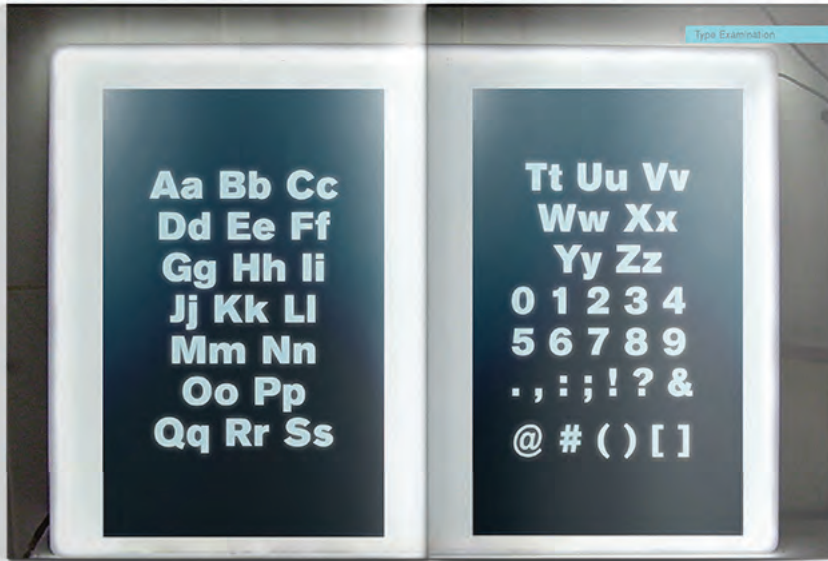 Type Examination
Aa Bb Cc
Dd Ee Ff
Gg Hh Ii
Jj Kk Ll
Mm Nn
Oo Pp
Qq Rr Ss
Tt Uu Vv
Ww Xx
Yy Zz
0 1 2 3 4
5 6 7 8 9
. , : ; ! ? &
@ # ( ) [ ]